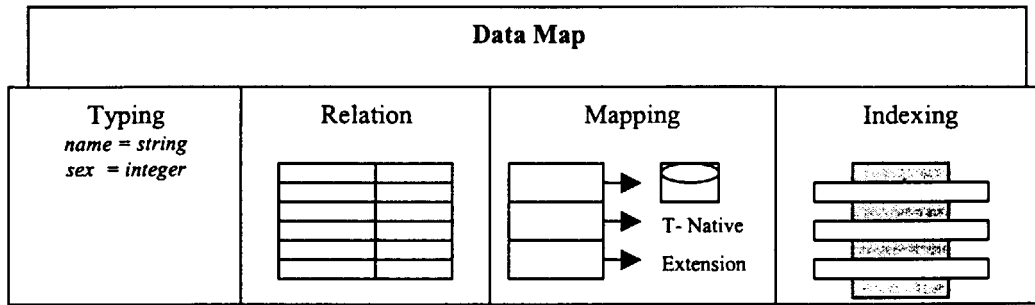 Data Map
Typing
name = string
sex = integer
Relation
Mapping
T- Native
Extension
Indexing